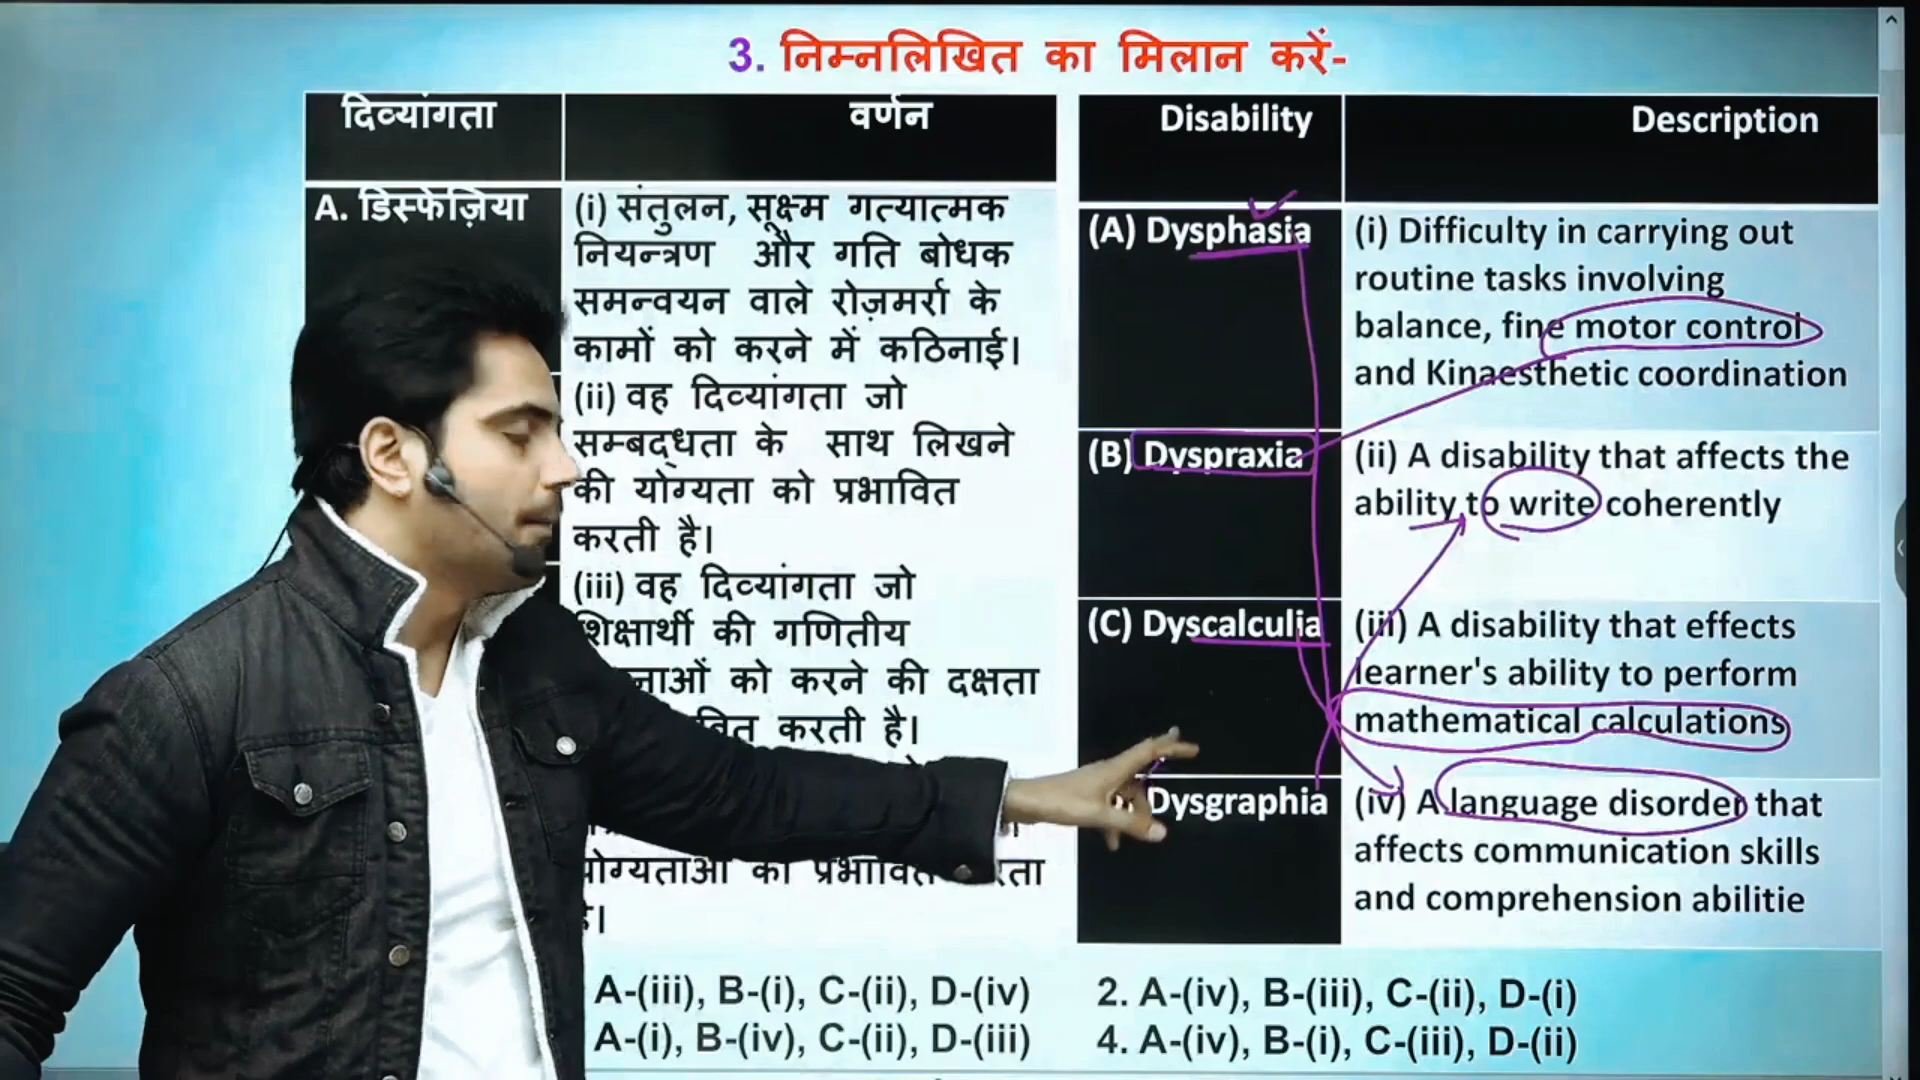 3. निम्नलिखित का मिलान करें-
दिव्यांगता
वर्णन
A. डिस्फेज़िया
(i) संतुलन, सूक्ष्म गत्यात्मक
नियन्त्रण और गति बोधक
समन्वयन वाले रोज़मर्रा के
कामों को करने में कठिनाई।
(ii) वह दिव्यांगता जो
सम्बद्धता के साथ लिखने
की योग्यता को प्रभावित
करती है।
(iii) वह दिव्यांगता जो
शिक्षार्थी की गणितीय
को करने की दक्षता
करती है।
है।
Disability
Description
(A) Dysphasia
(i) Difficulty in carrying out
routine tasks involving
balance, fine motor control
and Kinaesthetic coordination
(B) Dyspraxia
(ii) A disability that affects the
ability to write coherently
(C) Dyscalculia
(iii) A disability that effects
learner's ability to perform
mathematical calculations
Dysgraphia
(iv) A language disorder that
affects communication skills
and comprehension abilitie
A-(iii), B-(i), C-(ii), D-(iv)
2. A-(iv), B-(iii), C-(ii), D-(i)
A-(i), B-(iv), C-(ii), D-(iii)
4. A-(iv), B-(i), C-(iii), D-(ii)